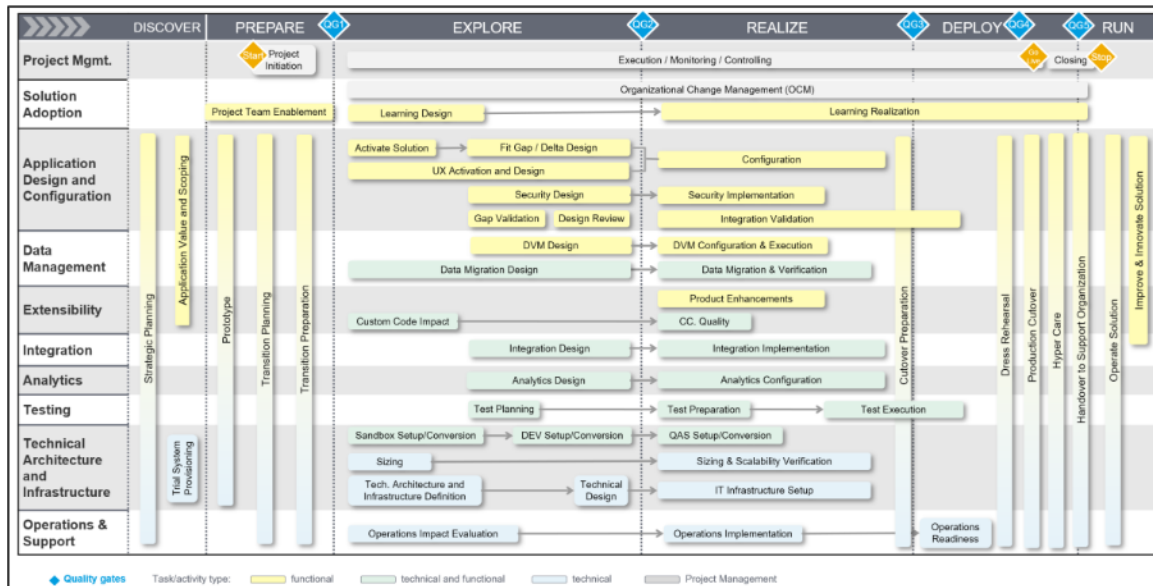 DISCOVER
PREPARE
QG1
EXPLORE
QG2
REALIZE
QG3
DEPLOY
QG4
QG5
RUN
Project Mgmt.
Start
Project
Initiation
Execution / Monitoring / Controlling
Go
Live
Closing
Stop
Solution
Adoption
Organizational Change Management (OCM)
Project Team Enablement
Learning Design
Learning Realization
Application
Design and
Configuration
Activate Solution
Fit Gap / Delta Design
Configuration
UX Activation and Design
Security Design
Security Implementation
Gap Validation
Design Review
Integration Validation
Data
Management
DVM Design
DVM Configuration & Execution
Data Migration Design
Data Migration & Verification
Extensibility
Product Enhancements
Custom Code Impact
CC. Quality
Integration
Integration Design
Integration Implementation
Analytics
Analytics Design
Analytics Configuration
Testing
Test Planning
Test Preparation
Test Execution
Technical
Architecture
and
Infrastructure
Sandbox Setup/Conversion
DEV Setup/Conversion
QAS Setup/Conversion
Sizing
Sizing & Scalability Verification
Tech. Architecture and
Infrastructure Definition
Technical
Design
IT Infrastructure Setup
Operations &
Support
Operations Impact Evaluation
Operations Implementation
Operations
Readiness
Strategic Planning
Application Value and Scoping
Trial System
Provisioning
Prototype
Transition Planning
Transition Preparation
Cutover Preparation
Dress Rehearsal
Production Cutover
Hyper Care
Handover to Support Organization
Operate Solution
Improve & Innovate Solution
Quality gates
Task/activity type:
functional
technical and functional
technical
Project Management